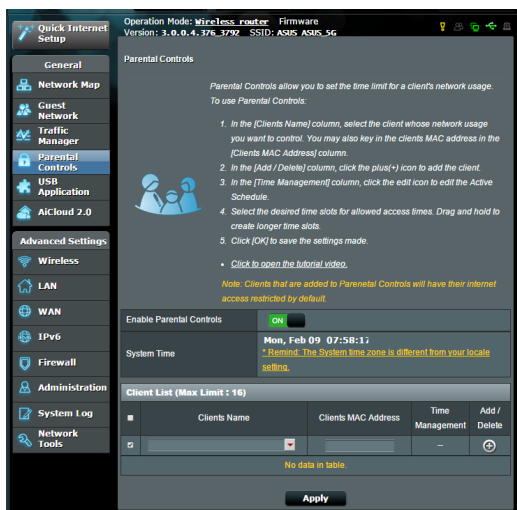 Quick Internet
Setup
General
Network Map
Guest
Network
Traffic
Manager
Parental
Controls
USB
Application
AiCloud 2.0
Advanced Settings
Wireless
LAN
WAN
IPv6
Firewall
Administration
System Log
Network
Tools
Operation Mode: Wireless router Firmware
Version: 3.0.0.4.376_3792 SSID: ASUS ASUS_5G
Parental Controls
Parental Controls allow you to set the time limit for a client's network usage.
To use Parental Controls:
1. In the [Clients Name] column, select the client whose network usage
you want to control. You may also key in the clients MAC address in the
[Clients MAC Address] column.
2. In the [Add / Delete] column, click the plus(+) icon to add the client.
3. In the [Time Management] column, click the edit icon to edit the Active
Schedule.
4. Select the desired time slots for allowed access times. Drag and hold to
create longer time slots.
5. Click [OK] to save the settings made.
• Click to open the tutorial video.
Note: Clients that are added to Parenetal Controls will have their internet
access restricted by default.
Enable Parental Controls ON
System Time Mon, Feb 09 07:58:17
* Remind: The System time zone is different from your locale
setting.
Client List (Max Limit : 16)
Clients Name Clients MAC Address Time
Management Add /
Delete
--
No data in table.
Apply